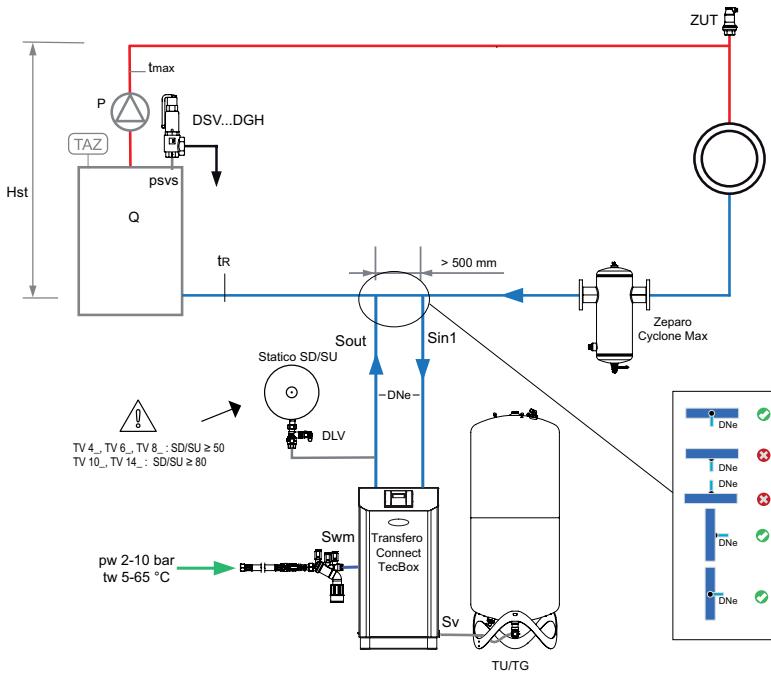 ZUT
tmax
P
DSV...DGH
TAZ
psvs
Hst
Q
tR
> 500 mm
Zeparo
Cyclone Max
Sout
Sin1
Statico SD/SU
DNe
DLV
TV 4_, TV 6_, TV 8_ : SD/SU ≥ 50
TV 10_, TV 14_ : SD/SU ≥ 80
DNe
DNe
DNe
DNe
DNe
Swm
Transfero
Connect
TecBox
pw 2-10 bar
tw 5-65 °C
Sv
TU/TG